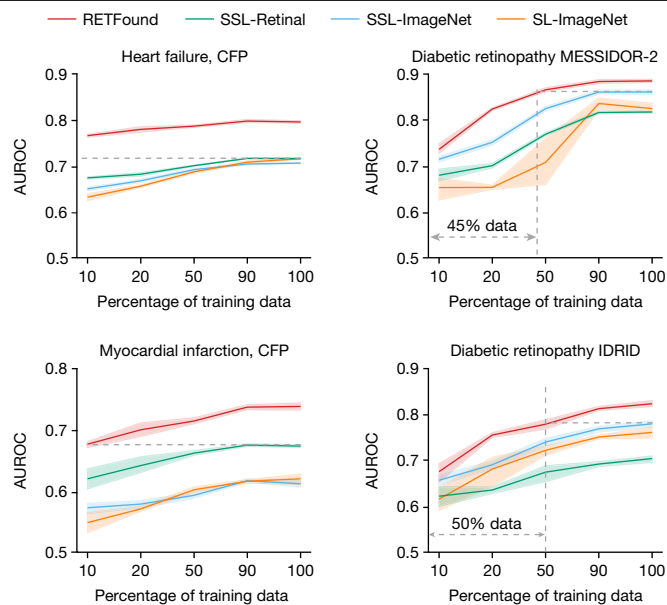 RETFound SSL-Retinal SSL-ImageNet SL-ImageNet
Heart failure, CFP
AUROC
0.9
0.8
0.7
0.6
0.5
10 20 50 90 100
Percentage of training data
Diabetic retinopathy MESSIDOR-2
AUROC
0.9
0.8
0.7
0.6
0.5
45% data
10 20 50 90 100
Percentage of training data
Myocardial infarction, CFP
AUROC
0.8
0.7
0.6
0.5
10 20 50 90 100
Percentage of training data
Diabetic retinopathy IDRID
AUROC
0.9
0.8
0.7
0.6
0.5
50% data
10 20 50 90 100
Percentage of training data